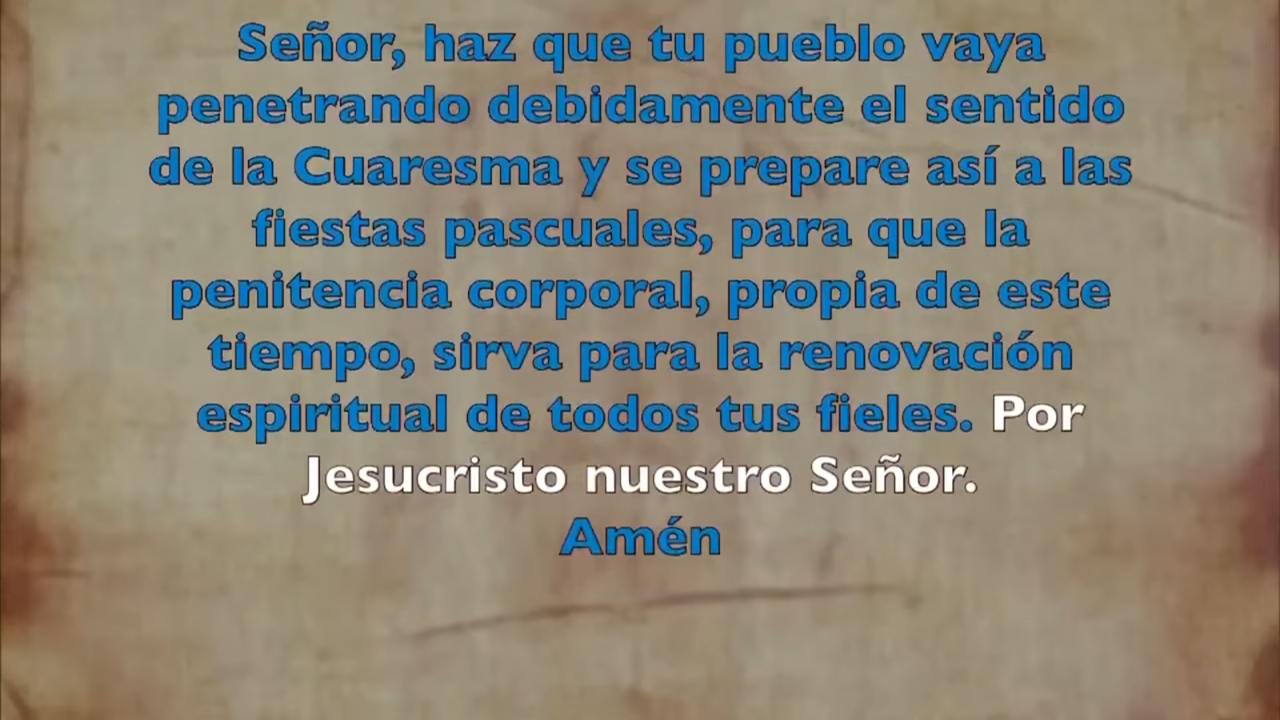 Señor, haz que tu pueblo vaya
penetrando debidamente el sentido
de la Cuaresma y se prepare así a las
fiestas pascuales, para que la
penitencia corporal, propia de este
tiempo, sirva para la renovación
espiritual de todos tus fieles. Por
Jesucristo nuestro Señor.
Amén